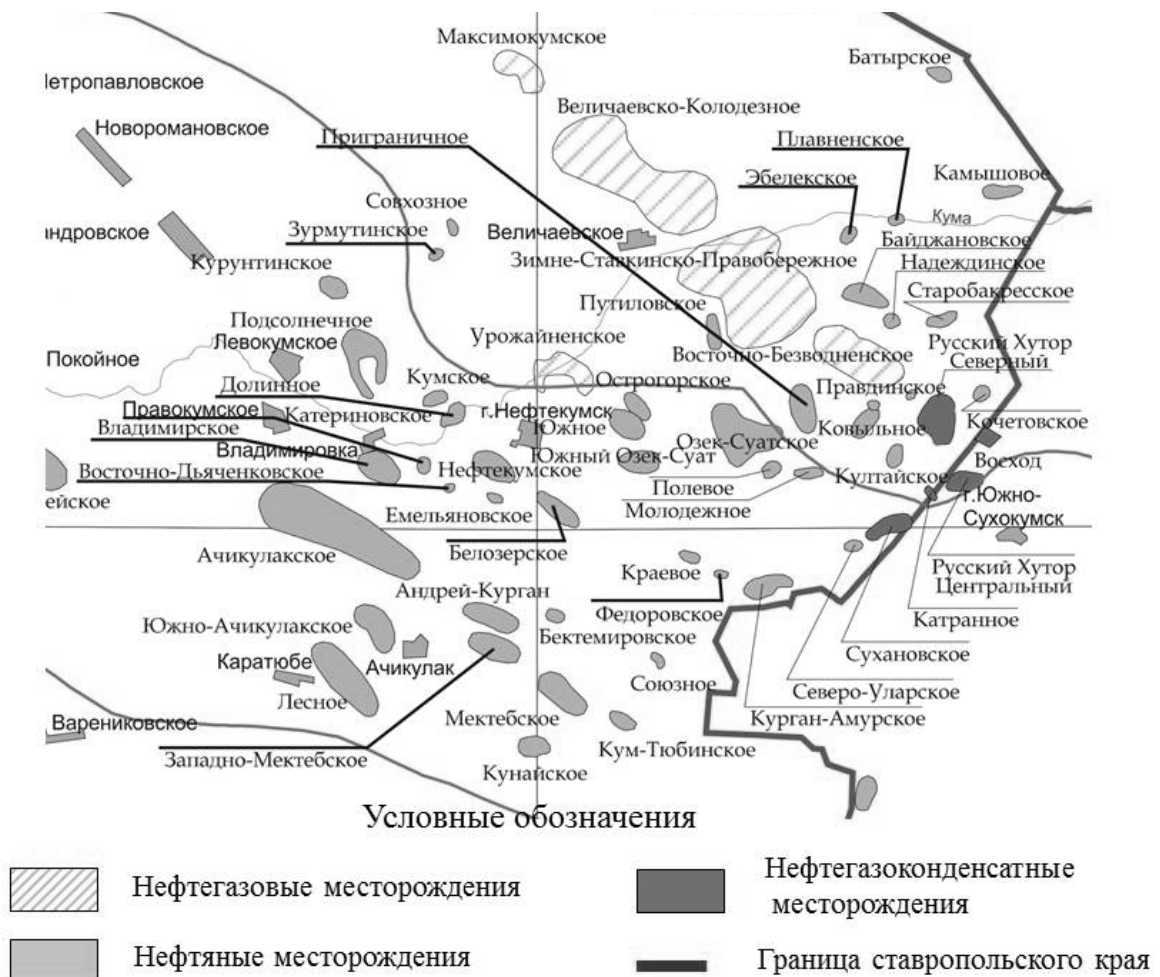 Максимокумское
Батырское
Петропавловское
Величаевско-Колодезное
Новоромановское
Приграничное
Плавненское
Эбелекское
Камышовое
Совхозное
Кума
ндровское
Зурмутинское
Величаевское
Байджановское
Зимне-Ставкинско-Правобережное
Надеждинское
Курунтинское
Старобакресское
Путиловское
Подсолнечное
Урожайненское
Левокумское
Русский Хутор
Северный
Покойное
Восточно-Безводненское
Долинное
Кумское
Острогорское
Правдинское
Правокумское
Катериновское
г.Нефтекумск
Кочетовское
Владимирское
Южное
Ковыльное
Озек-Суатское
Владимировка
Южный Озек-Суат
Восход
Восточно-Дьяченковское
Нефтекумское
Култайское
Полевое
ейское
г.Южно-
Сухокумск
Емельяновское
Молодежное
Ачикулакское
Белозерское
Краевое
Русский Хутор
Центральный
Андрей-Курган
Федоровское
Катранное
Южно-Ачикулакское
Бектемировское
Сухановское
Каратюбе
Ачикулак
Союзное
Северо-Уларское
Лесное
Мектебское
Курган-Амурское
Варениковское
Кум-Тюбинское
Западно-Мектебское
Кунайское
Условные обозначения
Нефтегазовые месторождения
Нефтегазоконденсатные
месторождения
Нефтяные месторождения
Граница ставропольского края